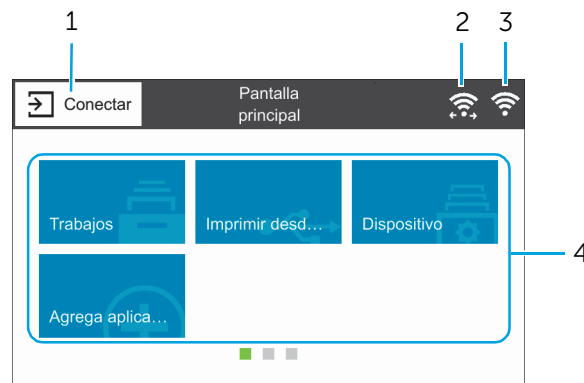 1
2
3
Conectar
Pantalla
principal
Trabajos
Imprimir desd...
Dispositivo
4
Agrega aplica...